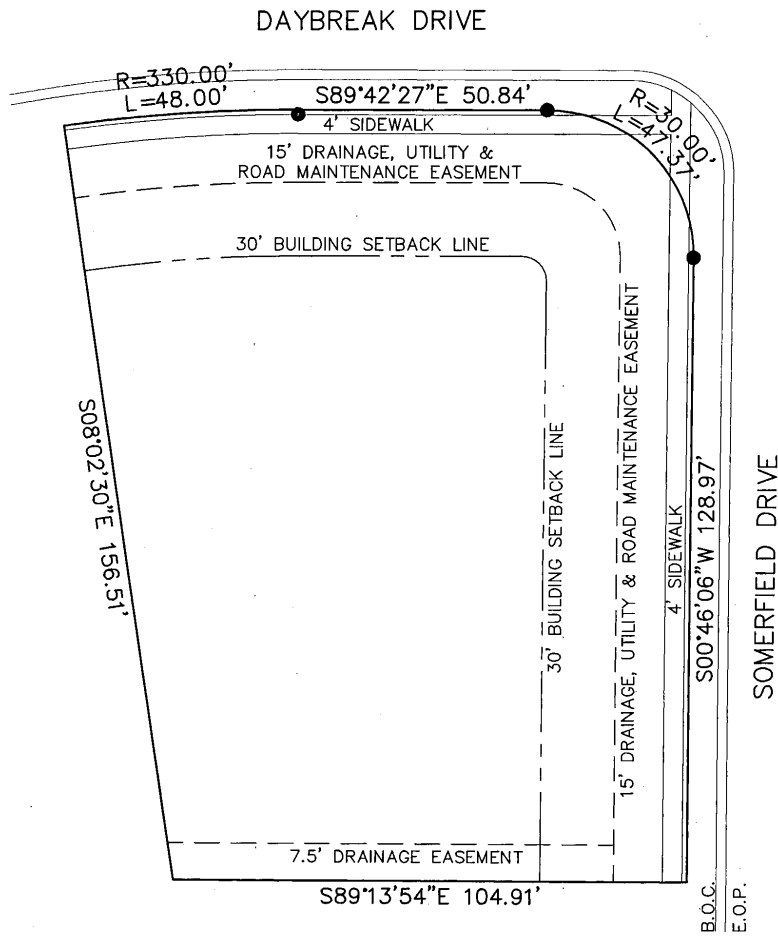 DAYBREAK DRIVE
R=330.00'
L=48.00'
S89°42'27"E 50.84'
R=30.00'
L=47.37'
4' SIDEWALK
15' DRAINAGE, UTILITY &
ROAD MAINTENANCE EASEMENT
30' BUILDING SETBACK LINE
S08°02'30"E 156.51'
30' BUILDING SETBACK LINE
15' DRAINAGE, UTILITY & ROAD MAINTENANCE EASEMENT
4' SIDEWALK
S00°46'06"W 128.97'
SOMERFIELD DRIVE
7.5' DRAINAGE EASEMENT
S89°13'54"E 104.91'
B.O.C.
E.O.P.